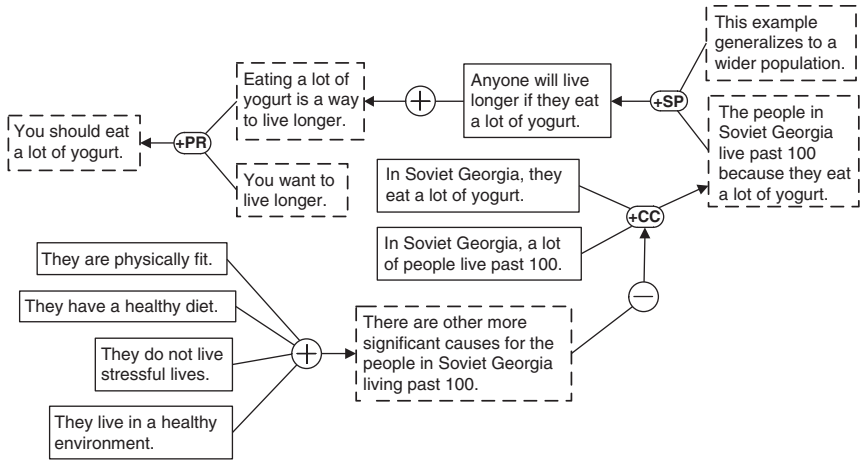 This example
generalizes to a
wider population.
Eating a lot of
yogurt is a way
to live longer.
Anyone will live
longer if they eat
a lot of yogurt.
+SP
+
You should eat
a lot of yogurt.
+PR
The people in
Soviet Georgia
live past 100
because they eat
a lot of yogurt.
You want to
live longer.
In Soviet Georgia, they
eat a lot of yogurt.
+CC
In Soviet Georgia, a lot
of people live past 100.
They are physically fit.
−
They have a healthy diet.
There are other more
significant causes for the
people in Soviet Georgia
living past 100.
+
They do not live
stressful lives.
They live in a healthy
environment.